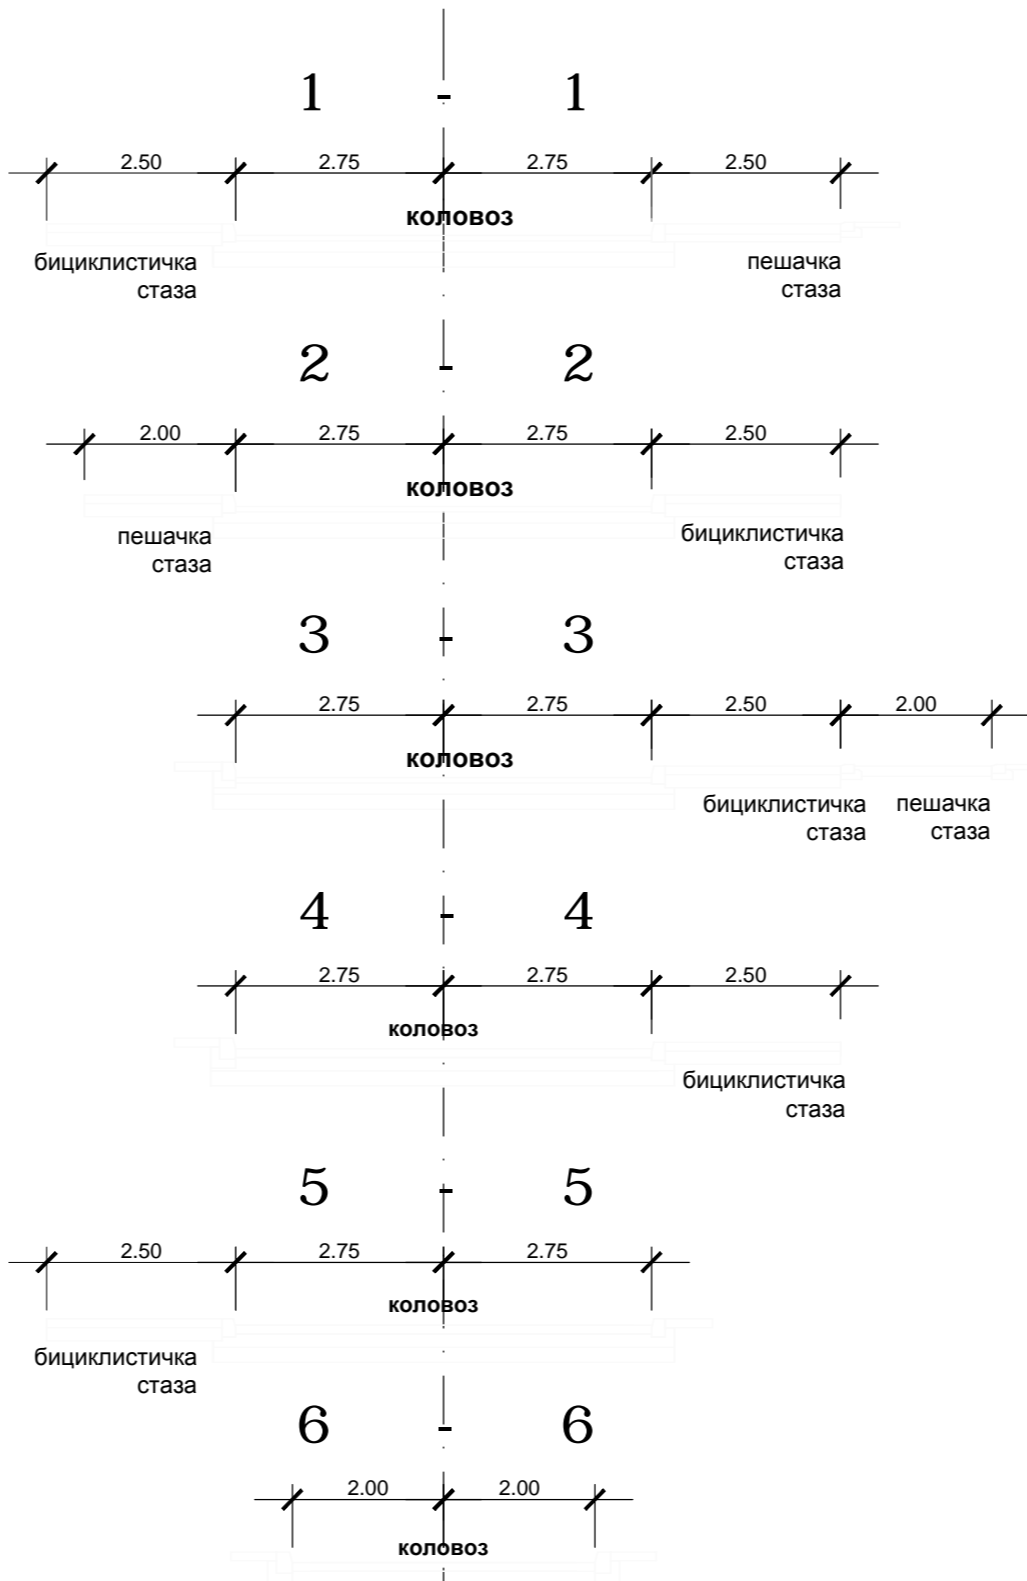 1 - 1
2.50 2.75 2.75 2.50
коловоз
бициклистичка пешачка
стаза стаза
2 - 2
2.00 2.75 2.75 2.50
коловоз
пешачка бициклистичка
стаза стаза
3 - 3
2.75 2.75 2.50 2.00
коловоз
бициклистичка пешачка
стаза стаза
4 - 4
2.75 2.75 2.50
коловоз
бициклистичка
стаза
5 - 5
2.50 2.75 2.75
коловоз
бициклистичка
стаза
6 - 6
2.00 2.00
коловоз